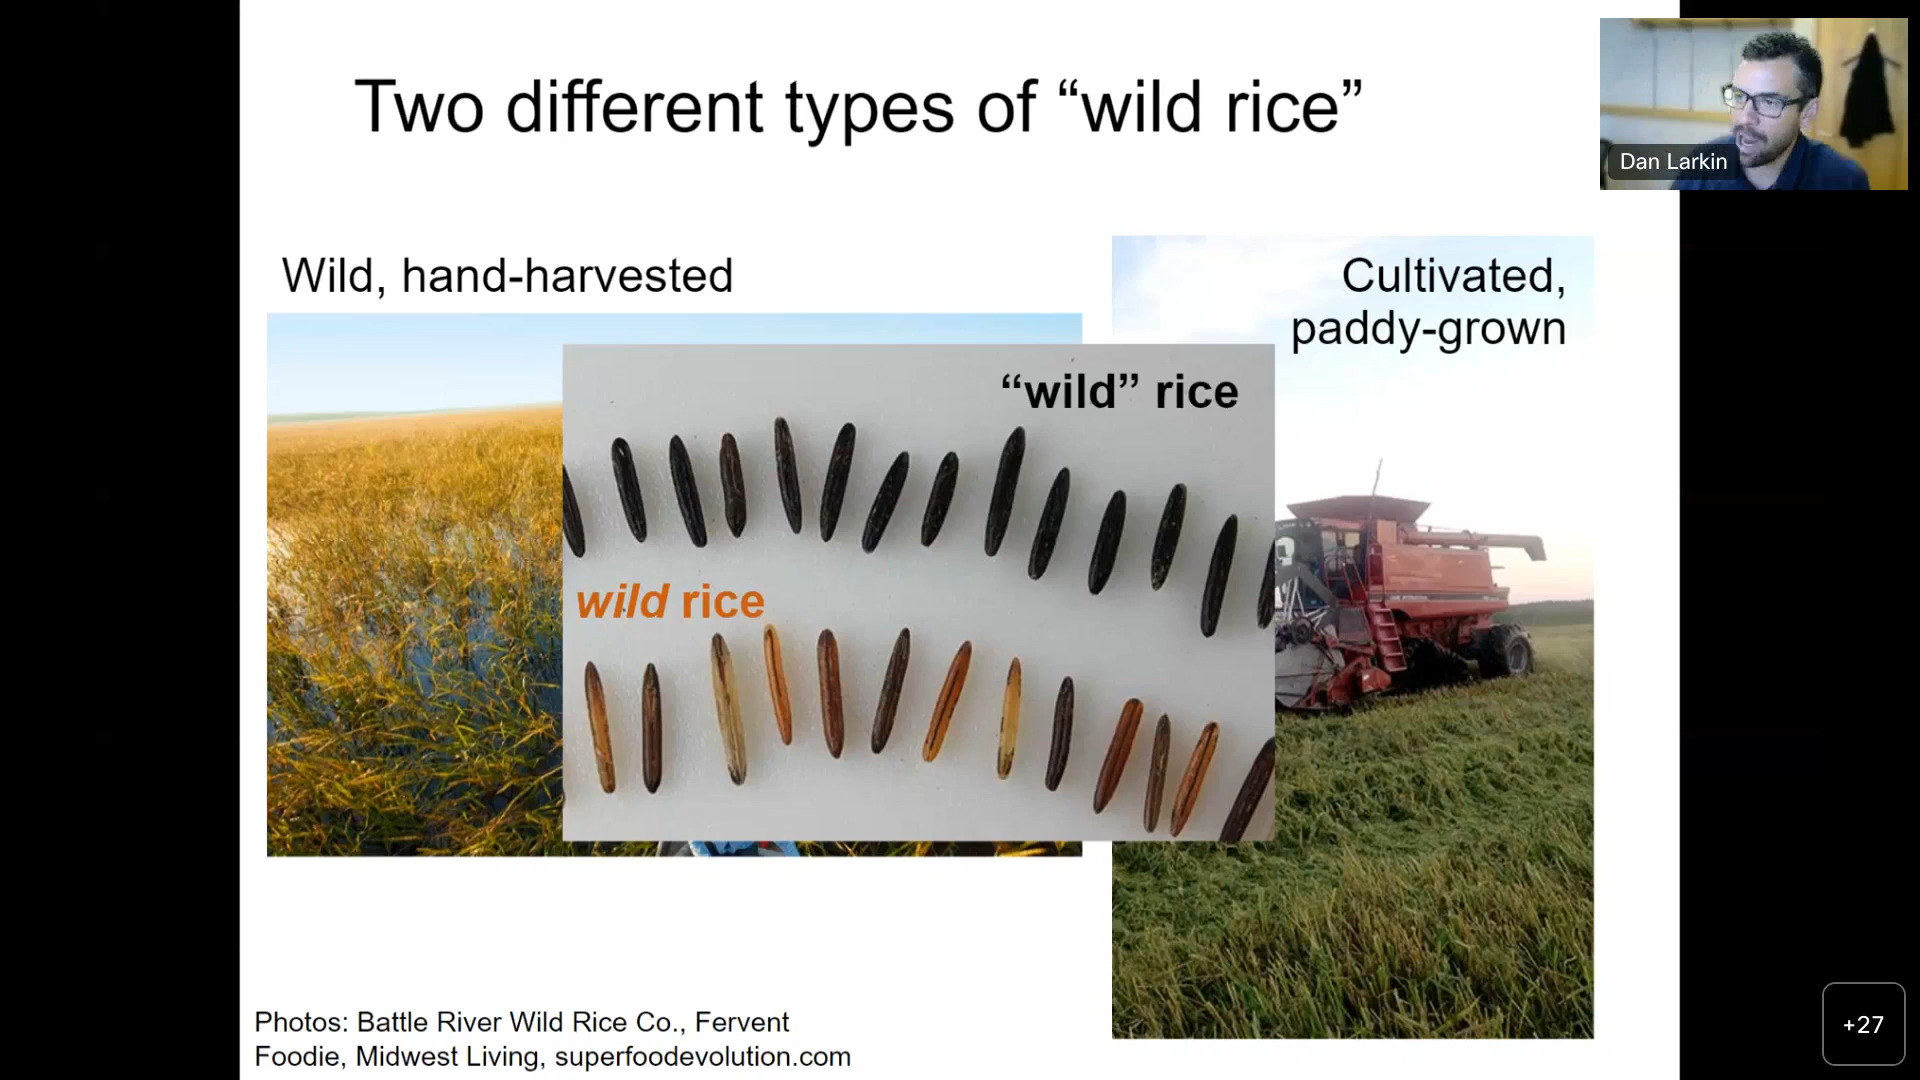 Two different types of “wild rice”
Dan Larkin
Wild, hand-harvested
Cultivated,
paddy-grown
“wild” rice
wild rice
Photos: Battle River Wild Rice Co., Fervent
Foodie, Midwest Living, superfoodevolution.com
+27